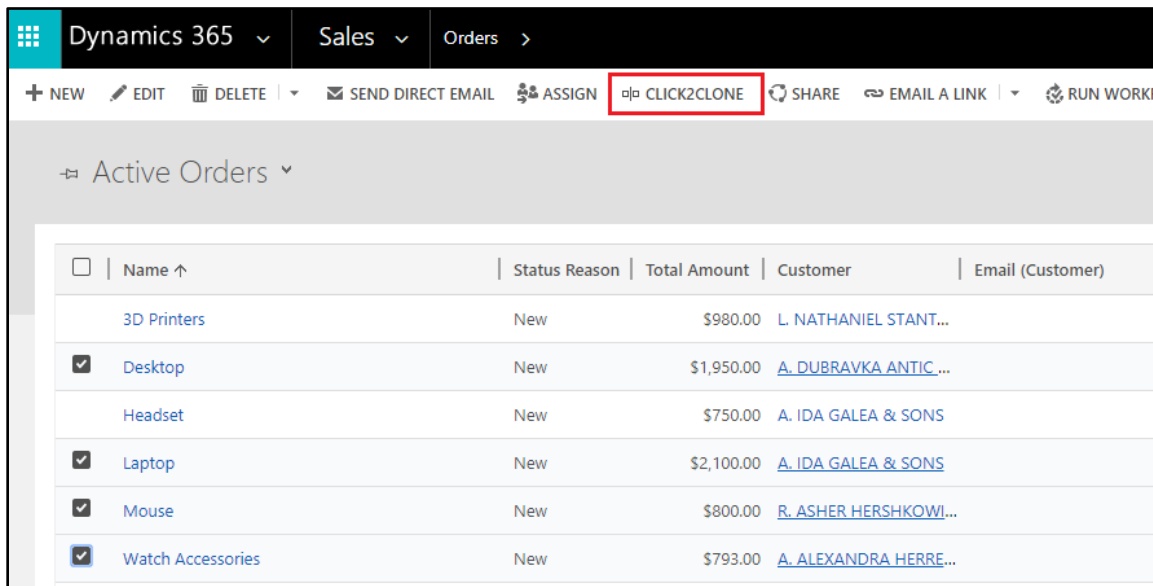 Dynamics 365 Sales Orders
NEW EDIT DELETE SEND DIRECT EMAIL ASSIGN CLICK2CLONE SHARE EMAIL A LINK RUN WORK
Active Orders
Name Status Reason Total Amount Customer Email (Customer)
3D Printers New $980.00 L. NATHANIEL STANT...
Desktop New $1,950.00 A. DUBRAVKA ANTIC ...
Headset New $750.00 A. IDA GALEA & SONS
Laptop New $2,100.00 A. IDA GALEA & SONS
Mouse New $800.00 R. ASHER HERSHKOWI...
Watch Accessories New $793.00 A. ALEXANDRA HERRE...